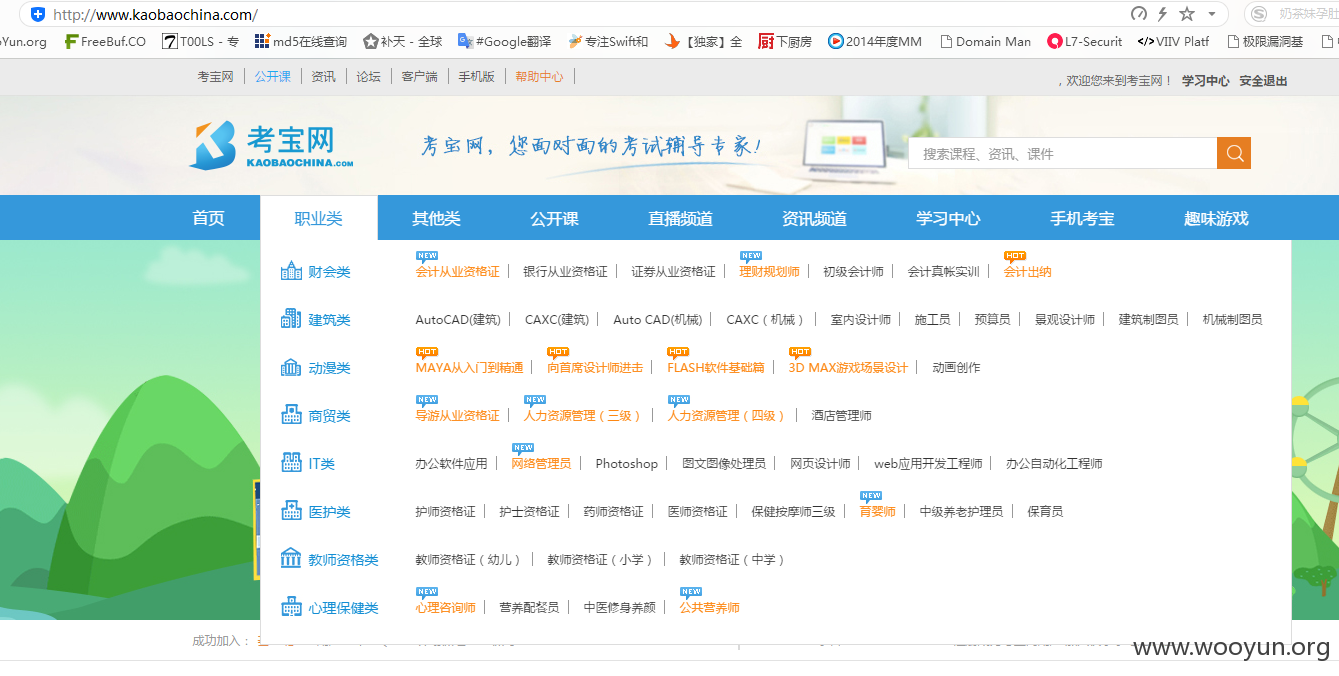 http://www.kaobaochina.com/
奶茶妹孕肚
oYun.org FreeBuf.CO T00LS - 专 md5在线查询 补天 - 全球 #Google翻译 专注Swift和 【独家】全 下厨房 2014年度MM Domain Man L7-Securit VIIV Platf 极限漏洞基
考宝网 公开课 资讯 论坛 客户端 手机版 帮助中心
，欢迎您来到考宝网！ 学习中心 安全退出
考宝网
KAOBAOCHINA.COM
考宝网，您面对面的考试辅导专家！
搜索课程、资讯、课件
首页 职业类 其他类 公开课 直播频道 资讯频道 学习中心 手机考宝 趣味游戏
NEW NEW HOT
财会类 会计从业资格证 银行从业资格证 证券从业资格证 理财规划师 初级会计师 会计真帐实训 会计出纳
建筑类 AutoCAD(建筑) CAXC(建筑) Auto CAD(机械) CAXC（机械） 室内设计师 施工员 预算员 景观设计师 建筑制图员 机械制图员
HOT HOT HOT HOT
动漫类 MAYA从入门到精通 向首席设计师进击 FLASH软件基础篇 3D MAX游戏场景设计 动画创作
NEW NEW NEW
商贸类 导游从业资格证 人力资源管理（三级） 人力资源管理（四级） 酒店管理师
NEW
IT类 办公软件应用 网络管理员 Photoshop 图文图像处理员 网页设计师 web应用开发工程师 办公自动化工程师
NEW
医护类 护师资格证 护士资格证 药师资格证 医师资格证 保健按摩师三级 育婴师 中级养老护理员 保育员
教师资格类 教师资格证（幼儿） 教师资格证（小学） 教师资格证（中学）
NEW NEW
心理保健类 心理咨询师 营养配餐员 中医修身养颜 公共营养师
成功加入：
www.wooyun.org